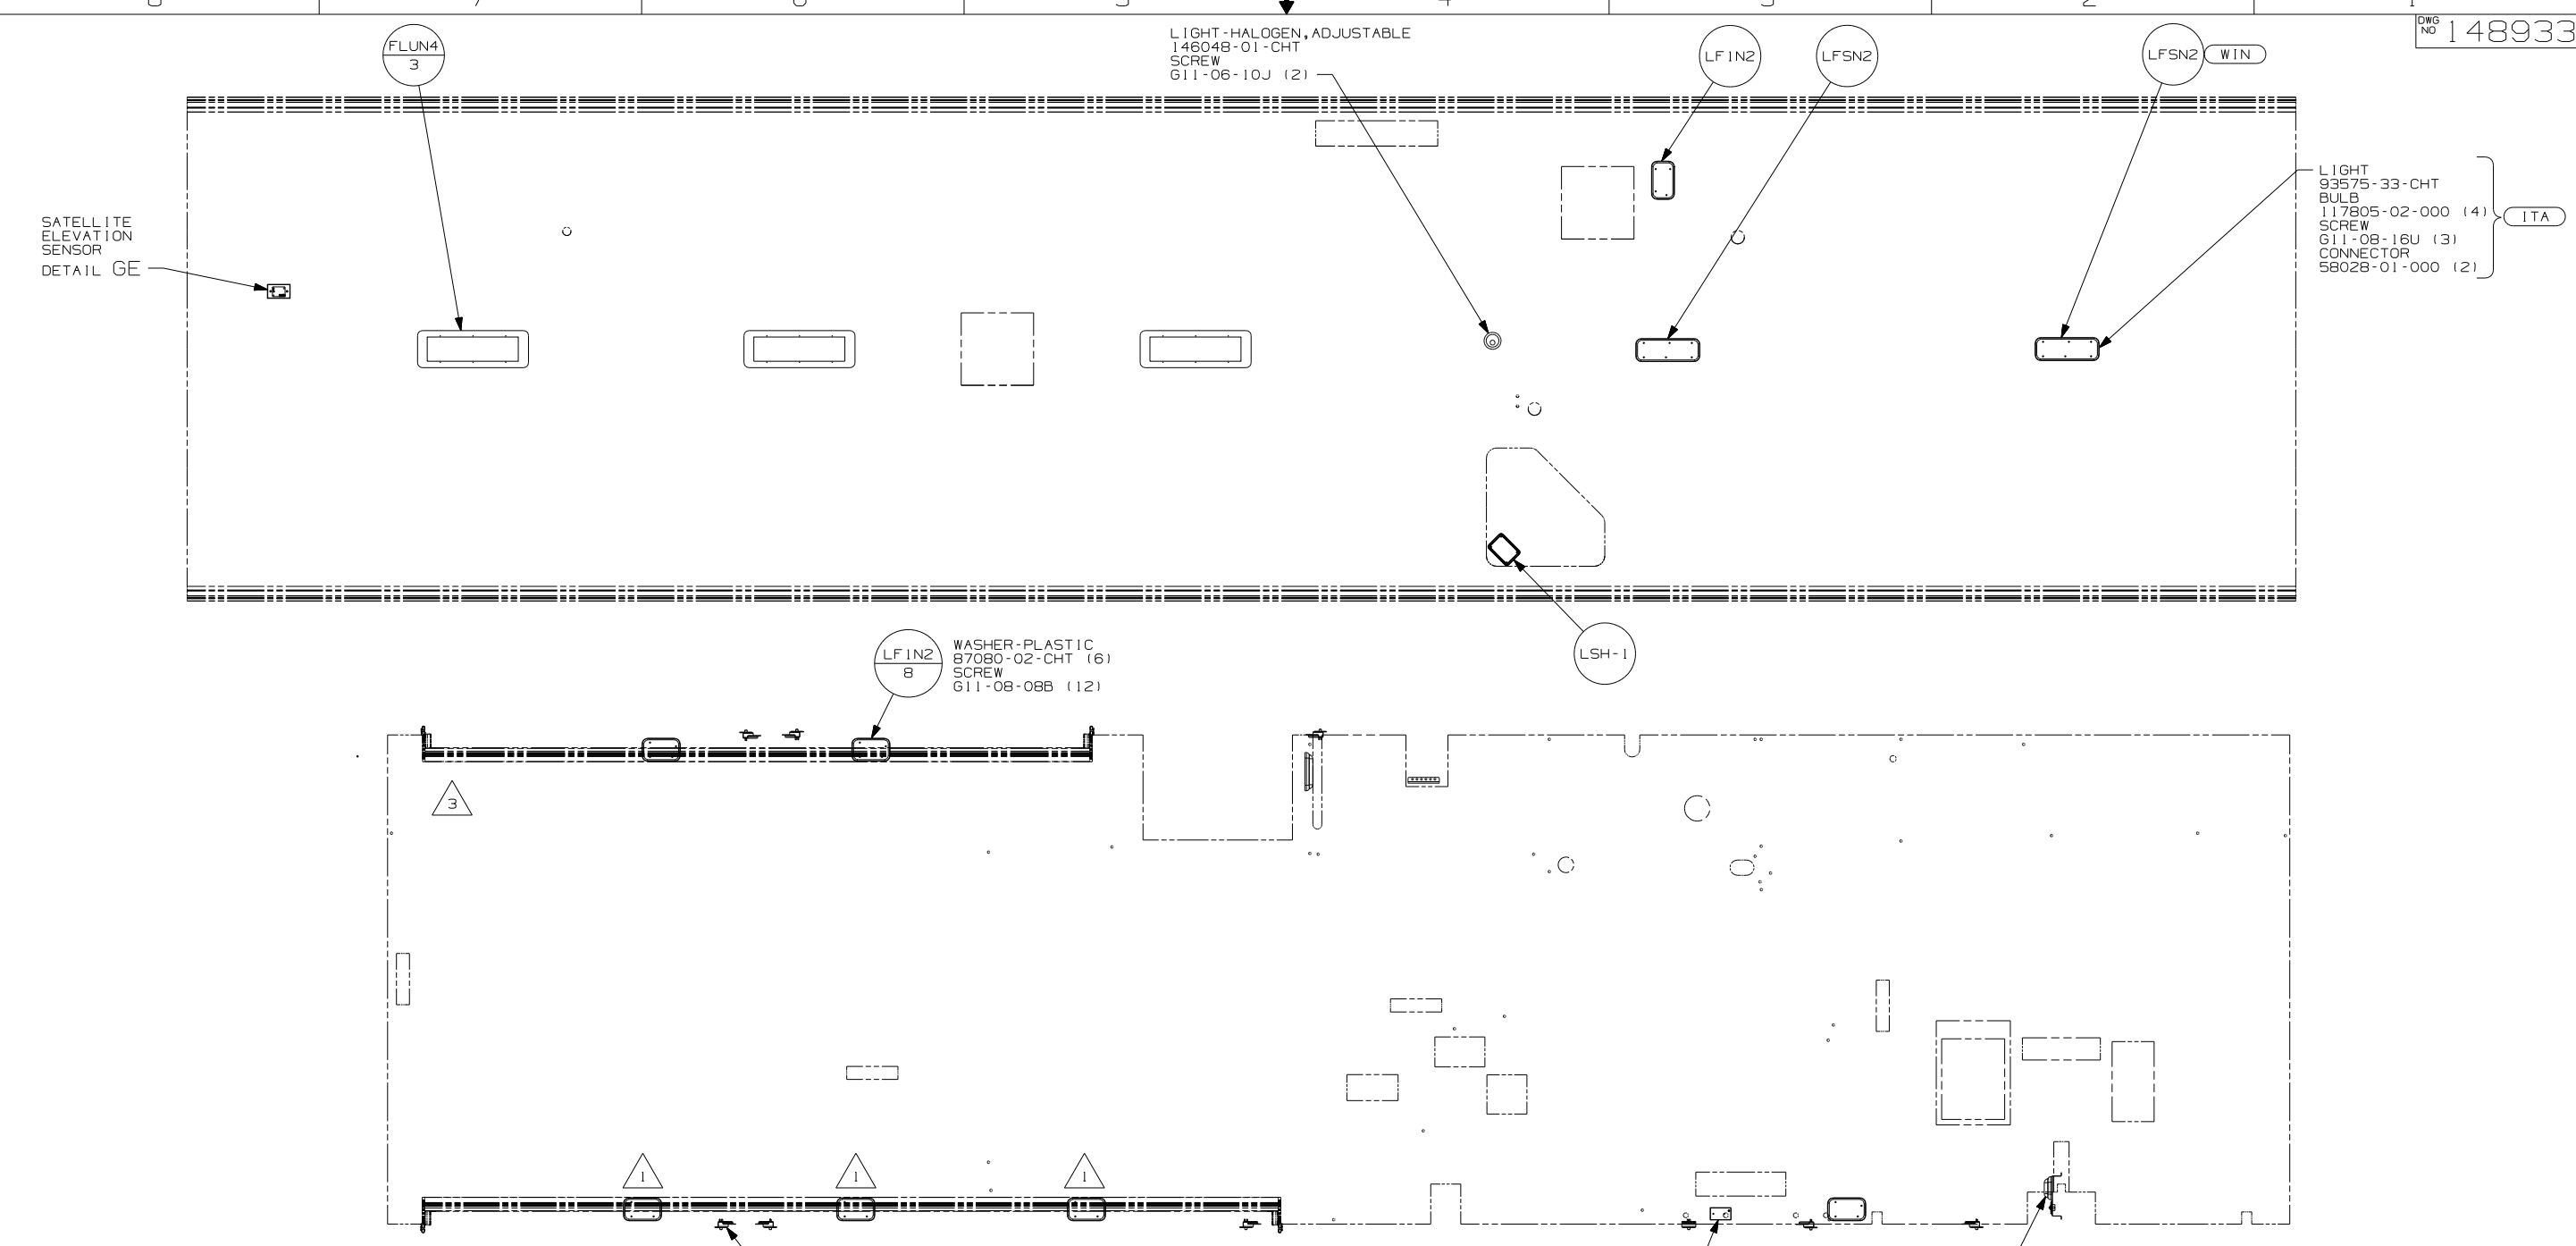 DWG
NO
148933
FLUN4
3
LIGHT-HALOGEN, ADJUSTABLE
146048-01-CHT
SCREW
G11-06-10J (2)
LF1N2
LFSN2
LFSN2
WIN
LIGHT
93575-33-CHT
BULB
117805-02-000 (4)
SCREW
G11-08-16U (3)
CONNECTOR
58028-01-000 (2)
ITA
SATELLITE
ELEVATION
SENSOR
DETAIL GE
LSH-1
LF1N2
8
WASHER-PLASTIC
87080-02-CHT (6)
SCREW
G11-08-08B (12)
3
1
1
1